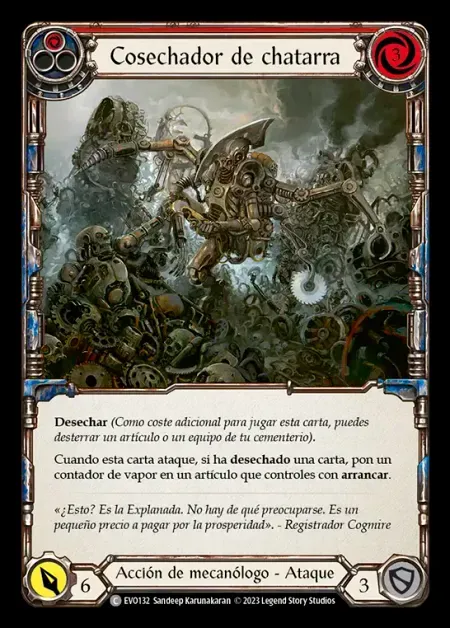 Cosechador de chatarra
3
Desechar (Como coste adicional para jugar esta carta, puedes
desterrar un artículo o un equipo de tu cementerio).
Cuando esta carta ataque, si ha desechado una carta, pon un
contador de vapor en un artículo que controles con arrancar.
«¿Esto? Es la Explanada. No hay de qué preocuparse. Es un
pequeño precio a pagar por la prosperidad». - Registrador Cogmire
6
Acción de mecanólogo - Ataque
3
C EVO132 Sandeep Karunakaran © 2023 Legend Story Studios